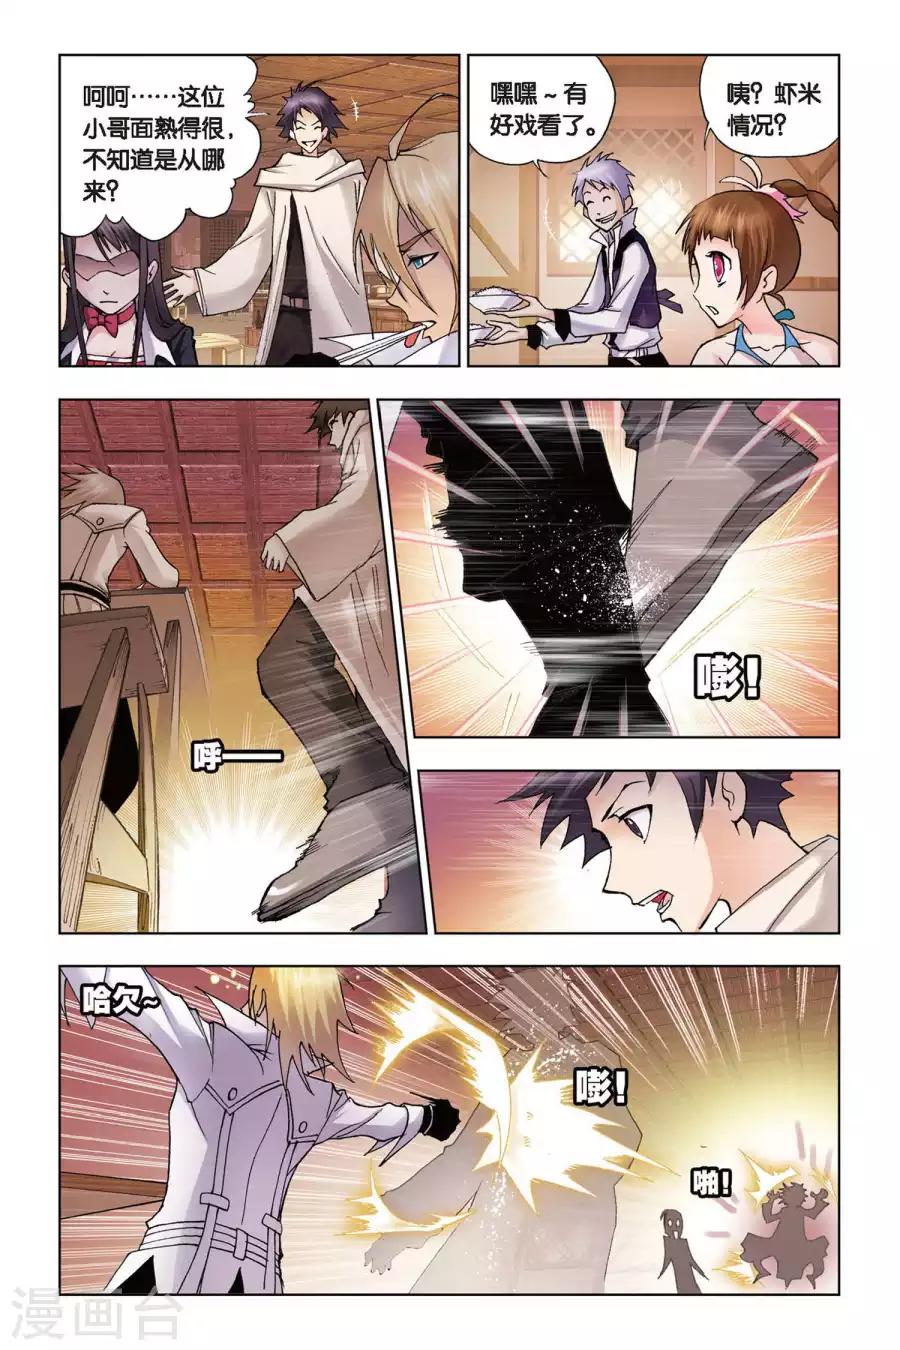 呵呵……这位
小哥面熟得很，
不知道是从哪
来？
嘿嘿～有
好戏看了。
咦？虾米
情况？
呼——
嘭！
哈欠~
嘭！
啪！
漫画台